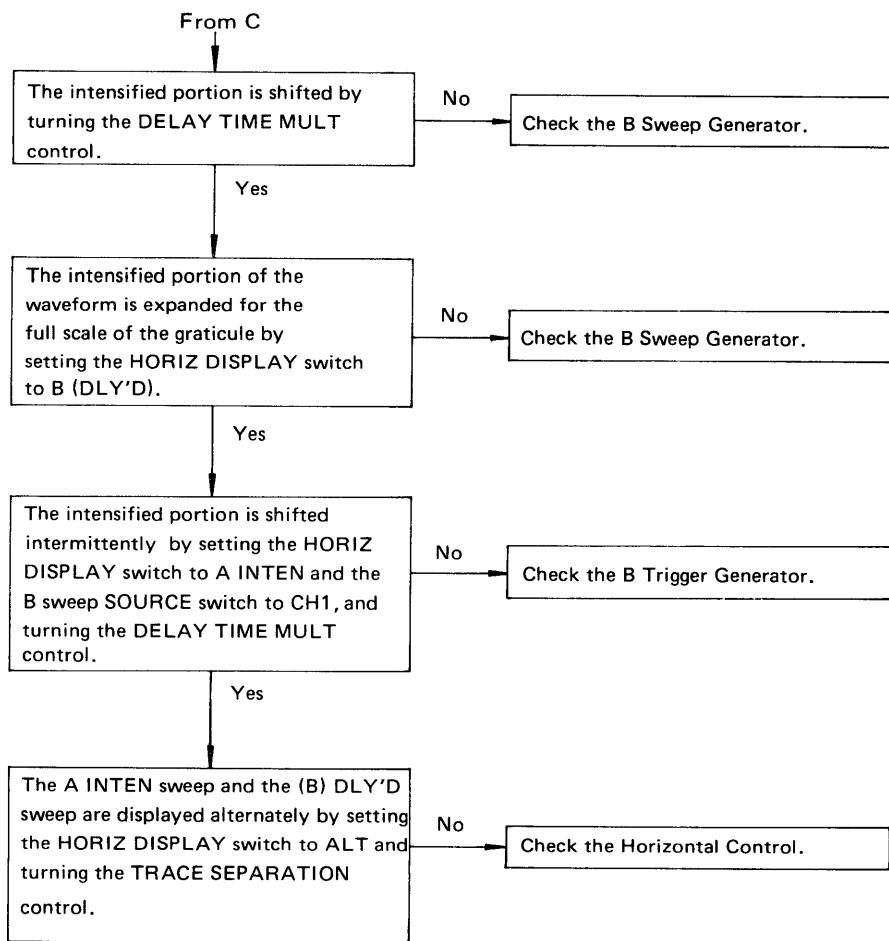 From C
The intensified portion is shifted by
turning the DELAY TIME MULT
control.
No
Check the B Sweep Generator.
Yes
The intensified portion of the
waveform is expanded for the
full scale of the graticule by
setting the HORIZ DISPLAY switch
to B (DLY'D).
No
Check the B Sweep Generator.
Yes
The intensified portion is shifted
intermittently by setting the HORIZ
DISPLAY switch to A INTEN and the
B sweep SOURCE switch to CH1, and
turning the DELAY TIME MULT
control.
No
Check the B Trigger Generator.
Yes
The A INTEN sweep and the (B) DLY'D
sweep are displayed alternately by setting
the HORIZ DISPLAY switch to ALT and
turning the TRACE SEPARATION
control.
No
Check the Horizontal Control.